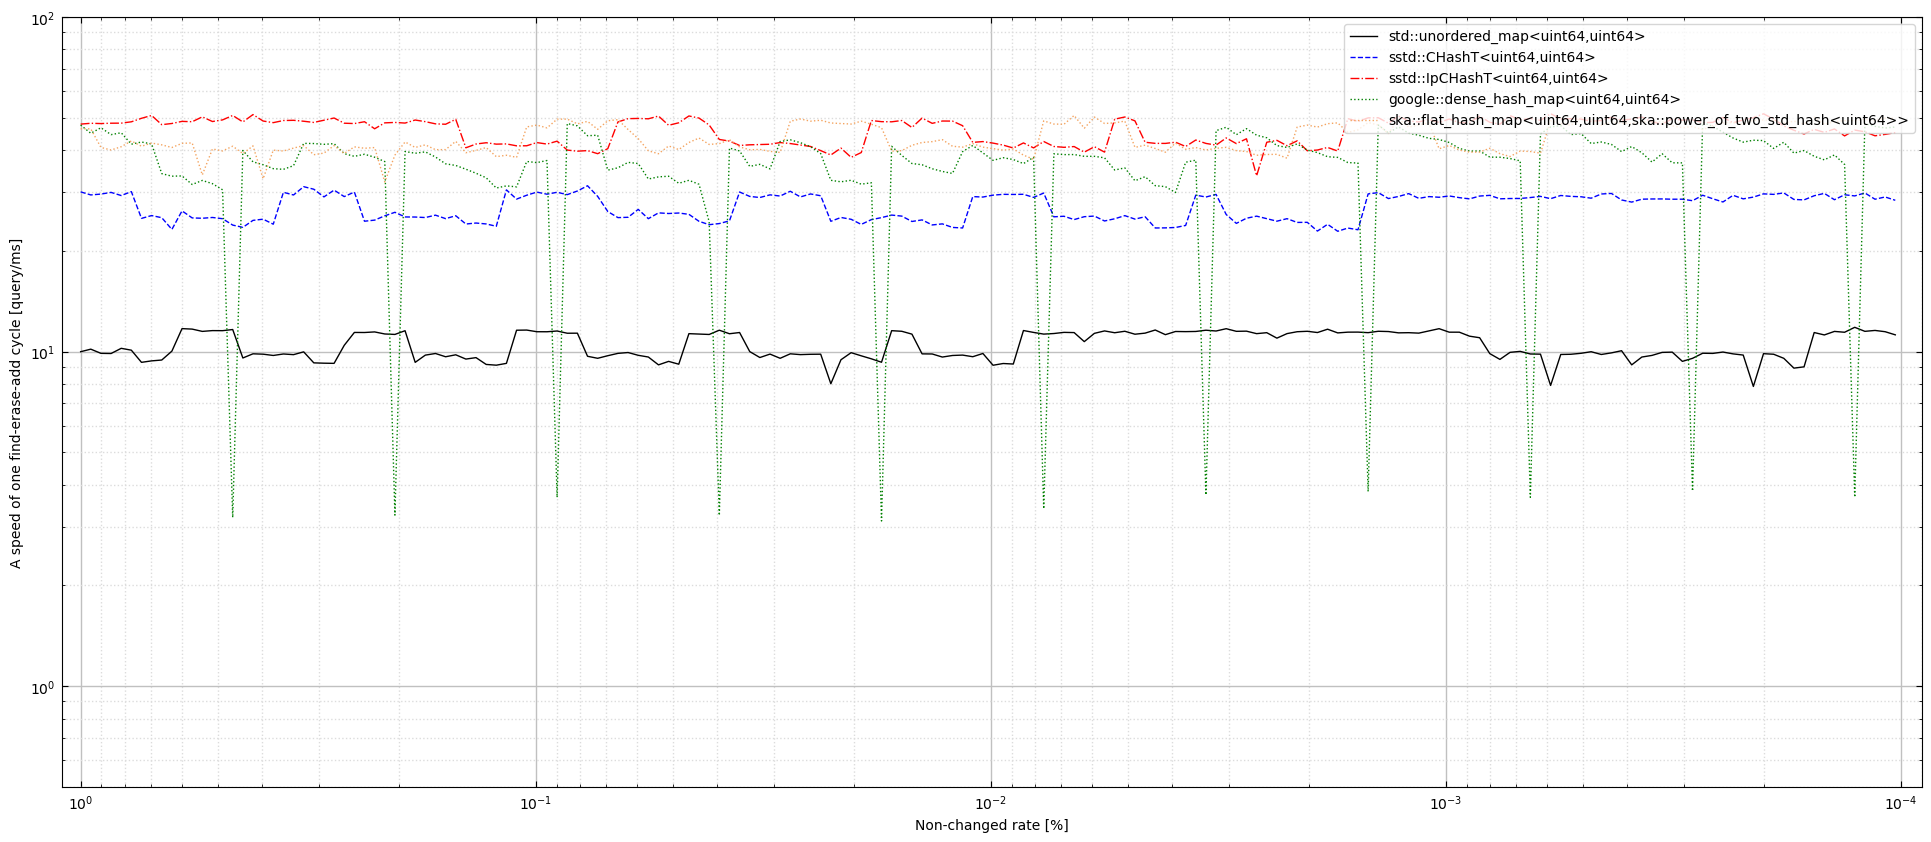 10²
10¹
10⁰
A speed of one find-erase-add cycle [query/ms]
std::unordered_map<uint64,uint64>
sstd::CHashT<uint64,uint64>
sstd::IpCHashT<uint64,uint64>
google::dense_hash_map<uint64,uint64>
ska::flat_hash_map<uint64,uint64,ska::power_of_two_std_hash<uint64>>
10⁰ 10⁻¹ 10⁻² 10⁻³ 10⁻⁴
Non-changed rate [%]